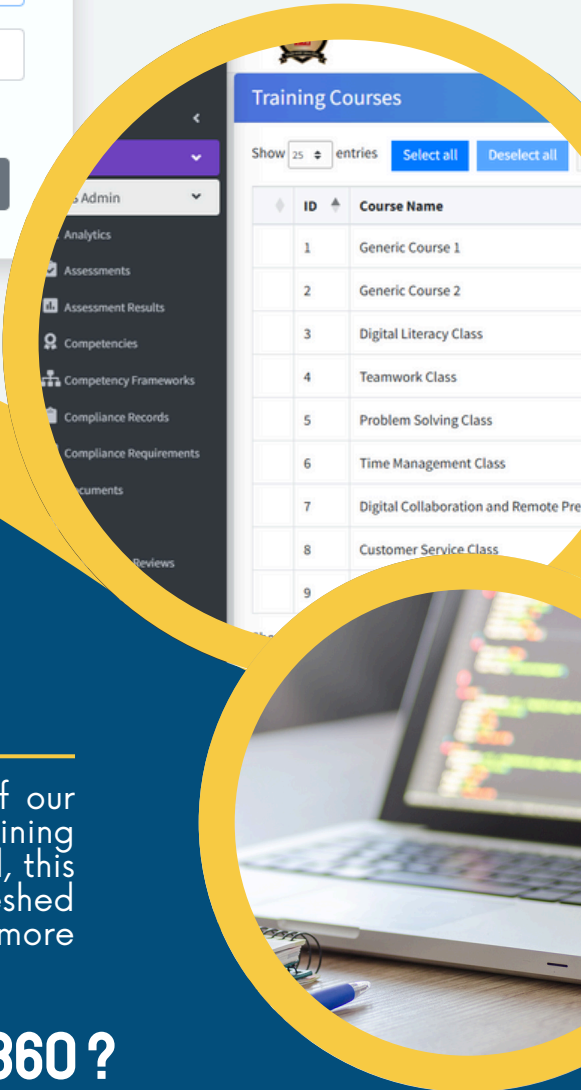 Training Courses
Show 25 entries Select all Deselect all
ID Course Name
1 Generic Course 1
2 Generic Course 2
3 Digital Literacy Class
4 Teamwork Class
5 Problem Solving Class
6 Time Management Class
7 Digital Collaboration and Remote Pre
8 Customer Service Class
9
Admin
Analytics
Assessments
Assessment Results
Competencies
Competency Frameworks
Compliance Records
Compliance Requirements
cuments
Reviews
f our
ining
, this
eshed
more
360 ?